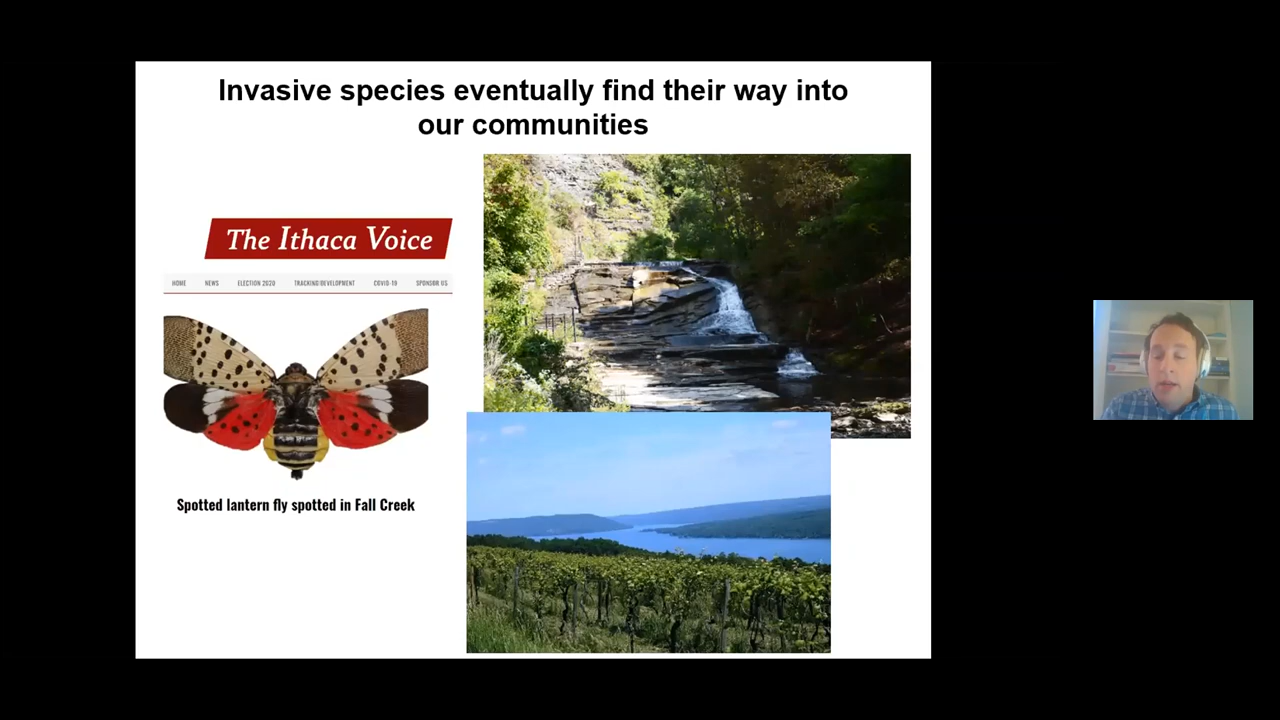 Invasive species eventually find their way into
our communities
The Ithaca Voice
HOME NEWS ELECTION 2020 TRACKING DEVELOPMENT COVID-19 SPONSOR US
Spotted lantern fly spotted in Fall Creek